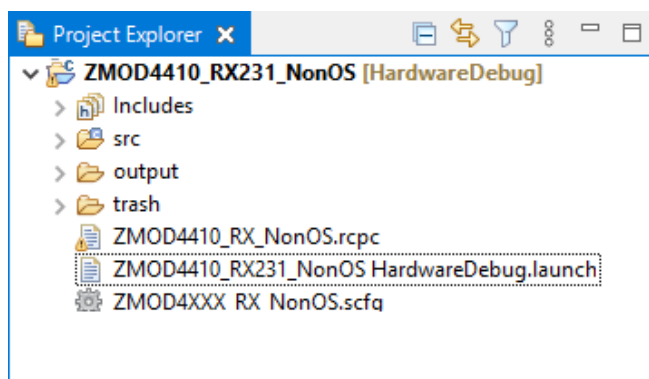 Project Explorer
ZMOD4410_RX231_NonOS [HardwareDebug]
Includes
src
output
trash
ZMOD4410_RX_NonOS.rcpc
ZMOD4410_RX231_NonOS HardwareDebug.launch
ZMOD4XXX_RX_NonOS.scfg